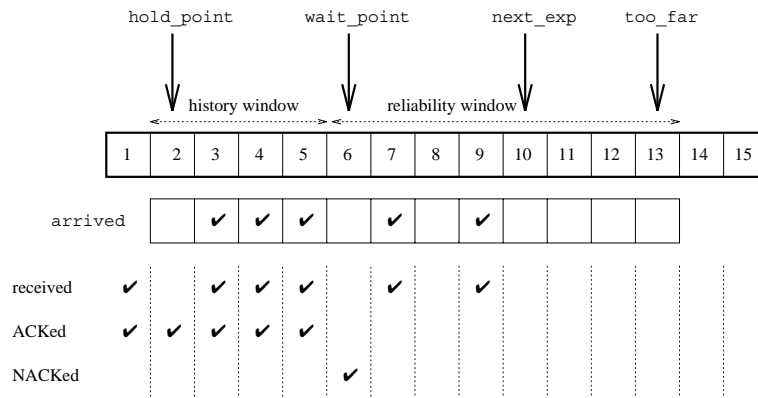 hold_point wait_point next_exp too_far
history window reliability window
1 2 3 4 5 6 7 8 9 10 11 12 13 14 15
arrived ✔ ✔ ✔ ✔ ✔
received ✔ ✔ ✔ ✔ ✔ ✔
ACKed ✔ ✔ ✔ ✔ ✔
NACKed ✔